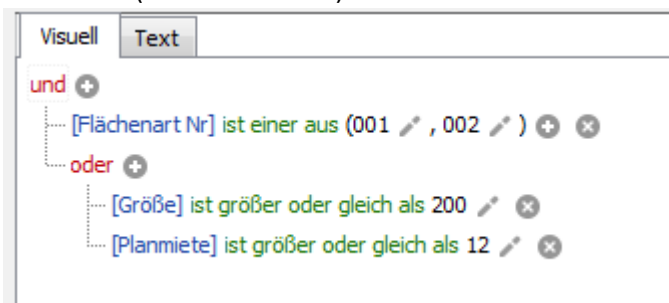 Visuell Text
und
[Flächenart Nr] ist einer aus (001 , 002 )
oder
[Größe] ist größer oder gleich als 200
[Planmiete] ist größer oder gleich als 12